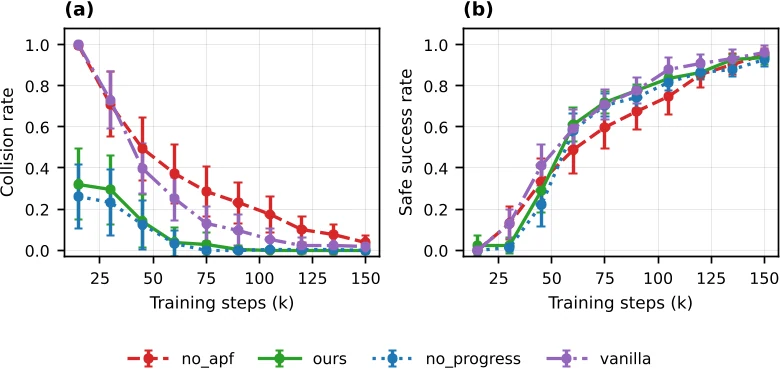 (a)
Collision rate
1.0
0.8
0.6
0.4
0.2
0.0
25 50 75 100 125 150
Training steps (k)
(b)
Safe success rate
1.0
0.8
0.6
0.4
0.2
0.0
25 50 75 100 125 150
Training steps (k)
no_apf ours no_progress vanilla